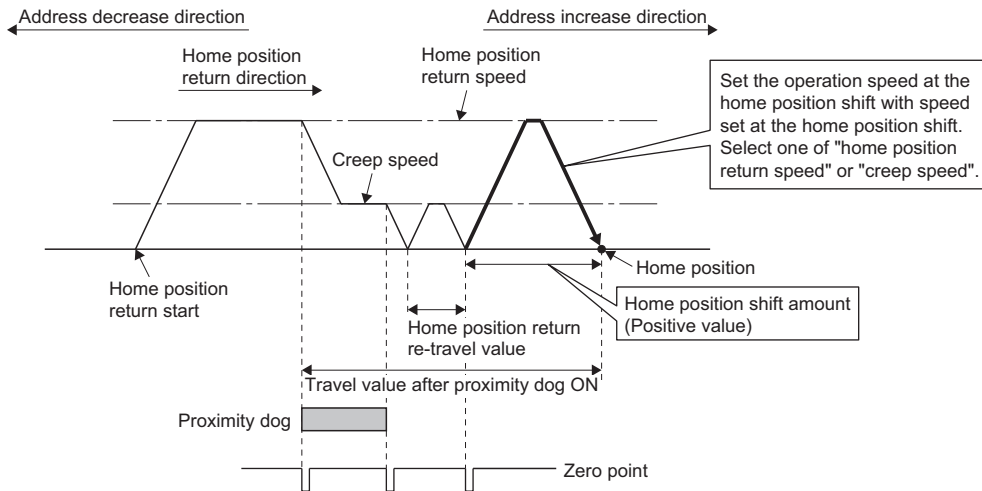 Address decrease direction
Address increase direction
Home position
return direction
Home position
return speed
Set the operation speed at the
home position shift with speed
set at the home position shift.
Select one of "home position
return speed" or "creep speed".
Creep speed
Home position
return start
Home position
Home position shift amount
(Positive value)
Home position return
re-travel value
Travel value after proximity dog ON
Proximity dog
Zero point